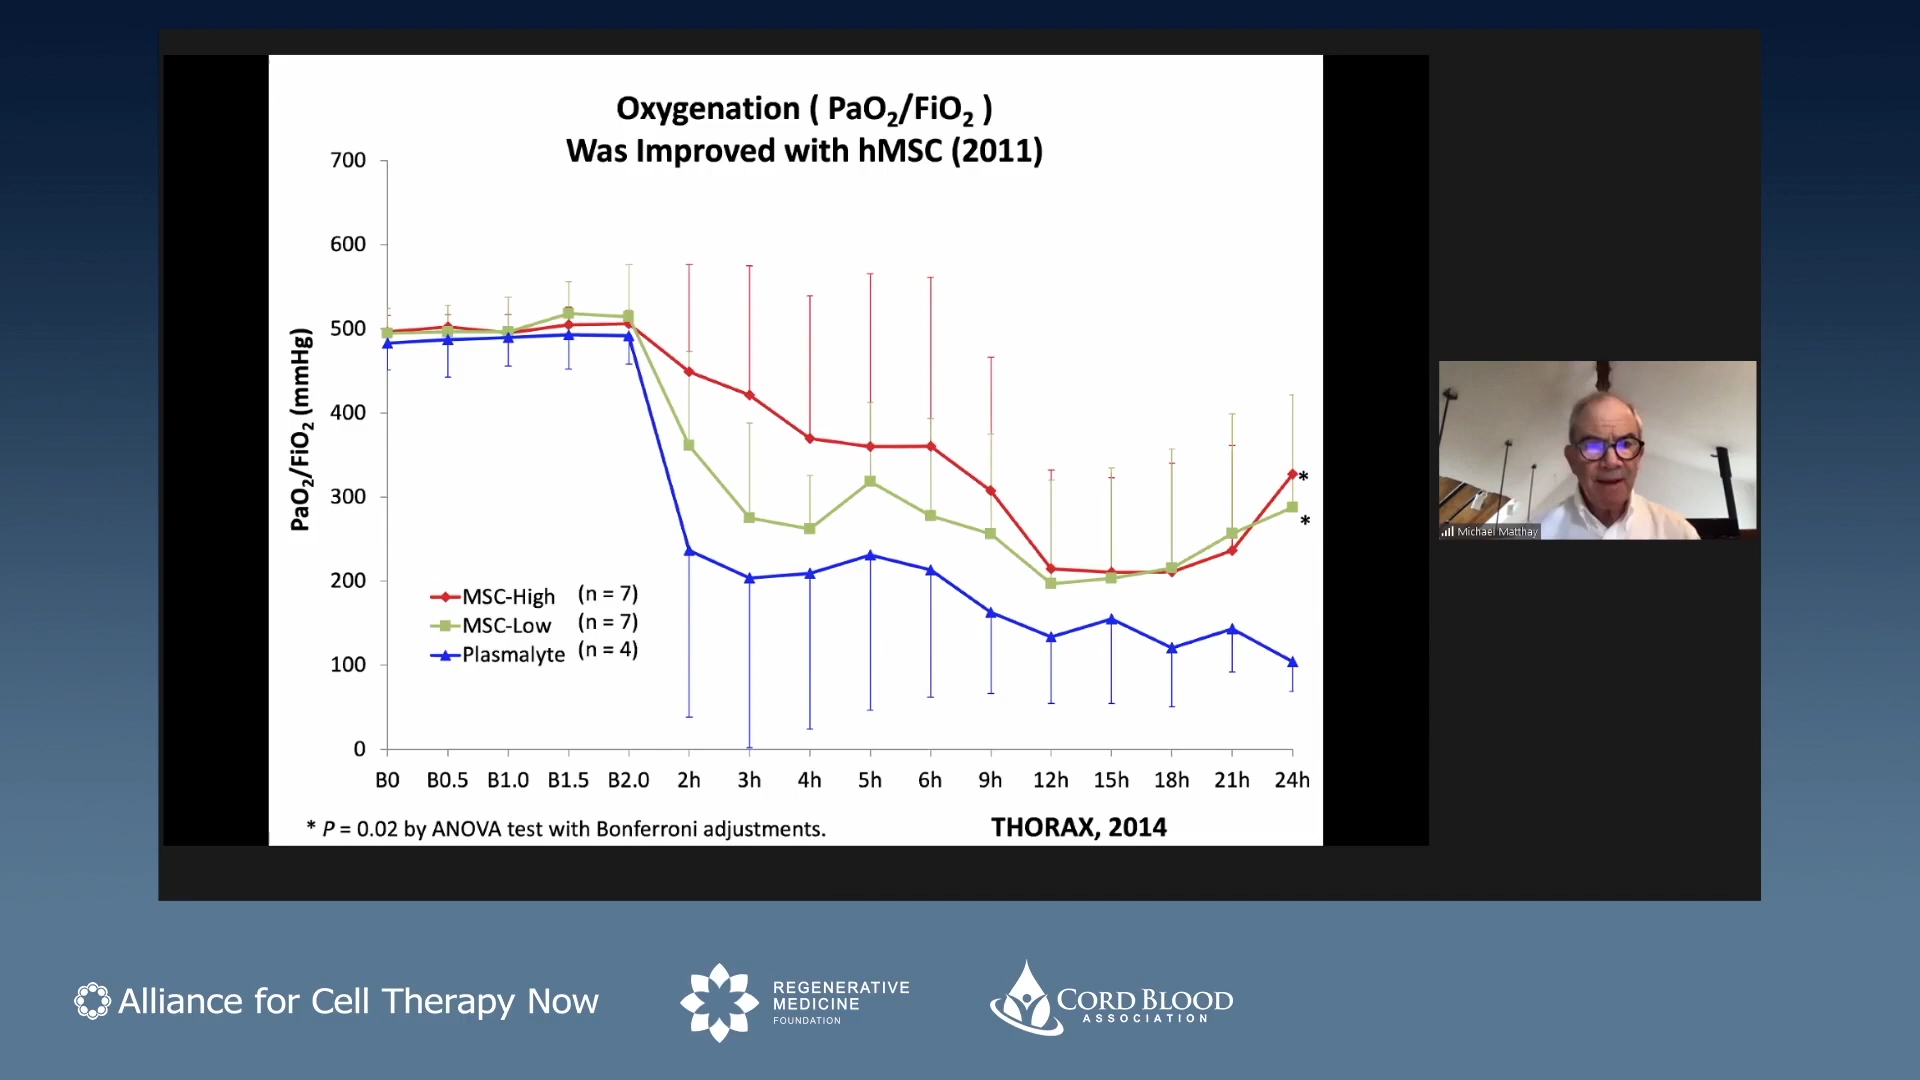 Oxygenation ( PaO₂/FiO₂ )
Was Improved with hMSC (2011)
PaO₂/FiO₂ (mmHg)
700
600
500
400
300
200
100
0
MSC-High (n = 7)
MSC-Low (n = 7)
Plasmalyte (n = 4)
*
*
B0 B0.5 B1.0 B1.5 B2.0 2h 3h 4h 5h 6h 9h 12h 15h 18h 21h 24h
* P = 0.02 by ANOVA test with Bonferroni adjustments.
THORAX, 2014
Michael Matthay
Alliance for Cell Therapy Now
REGENERATIVE
MEDICINE
FOUNDATION
CORD BLOOD
ASSOCIATION